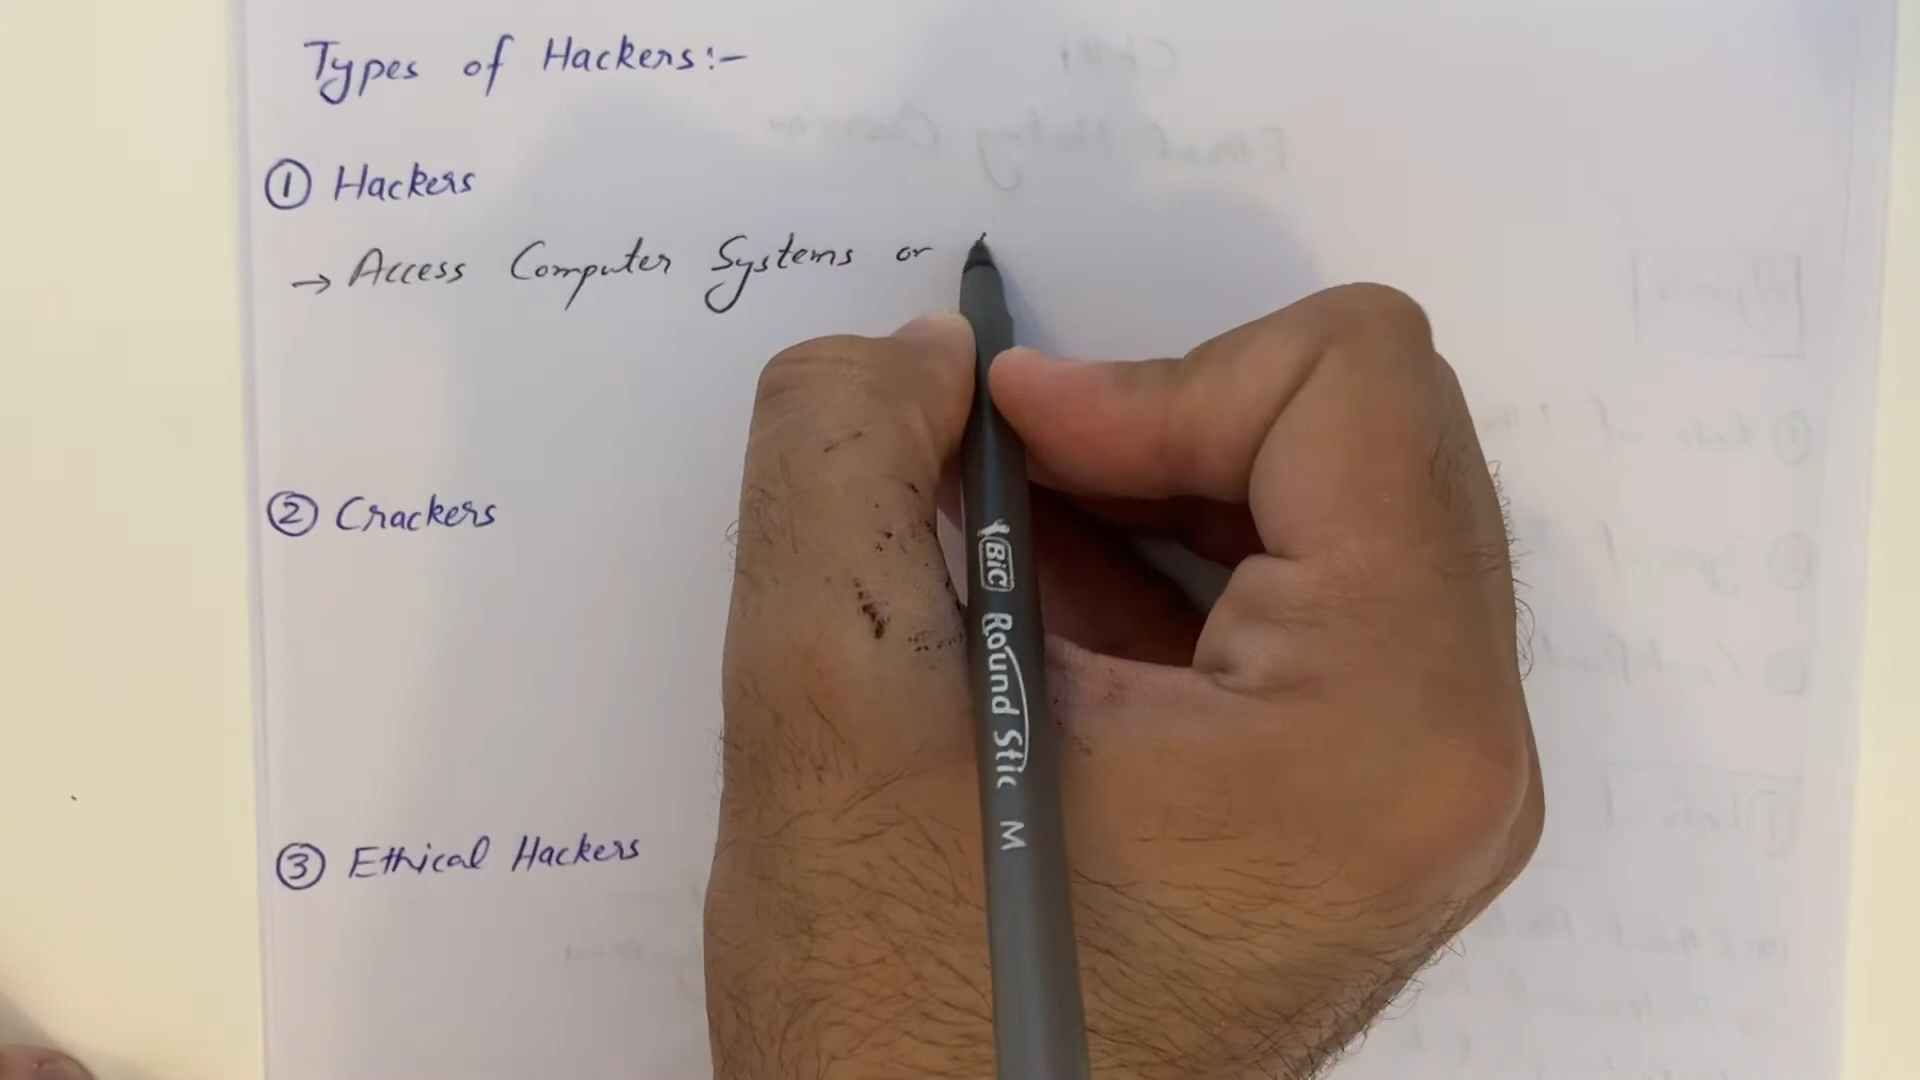 Types of Hackers:-
① Hackers
→ Access Computer Systems or
② Crackers
③ Ethical Hackers
BIC Round Stic M